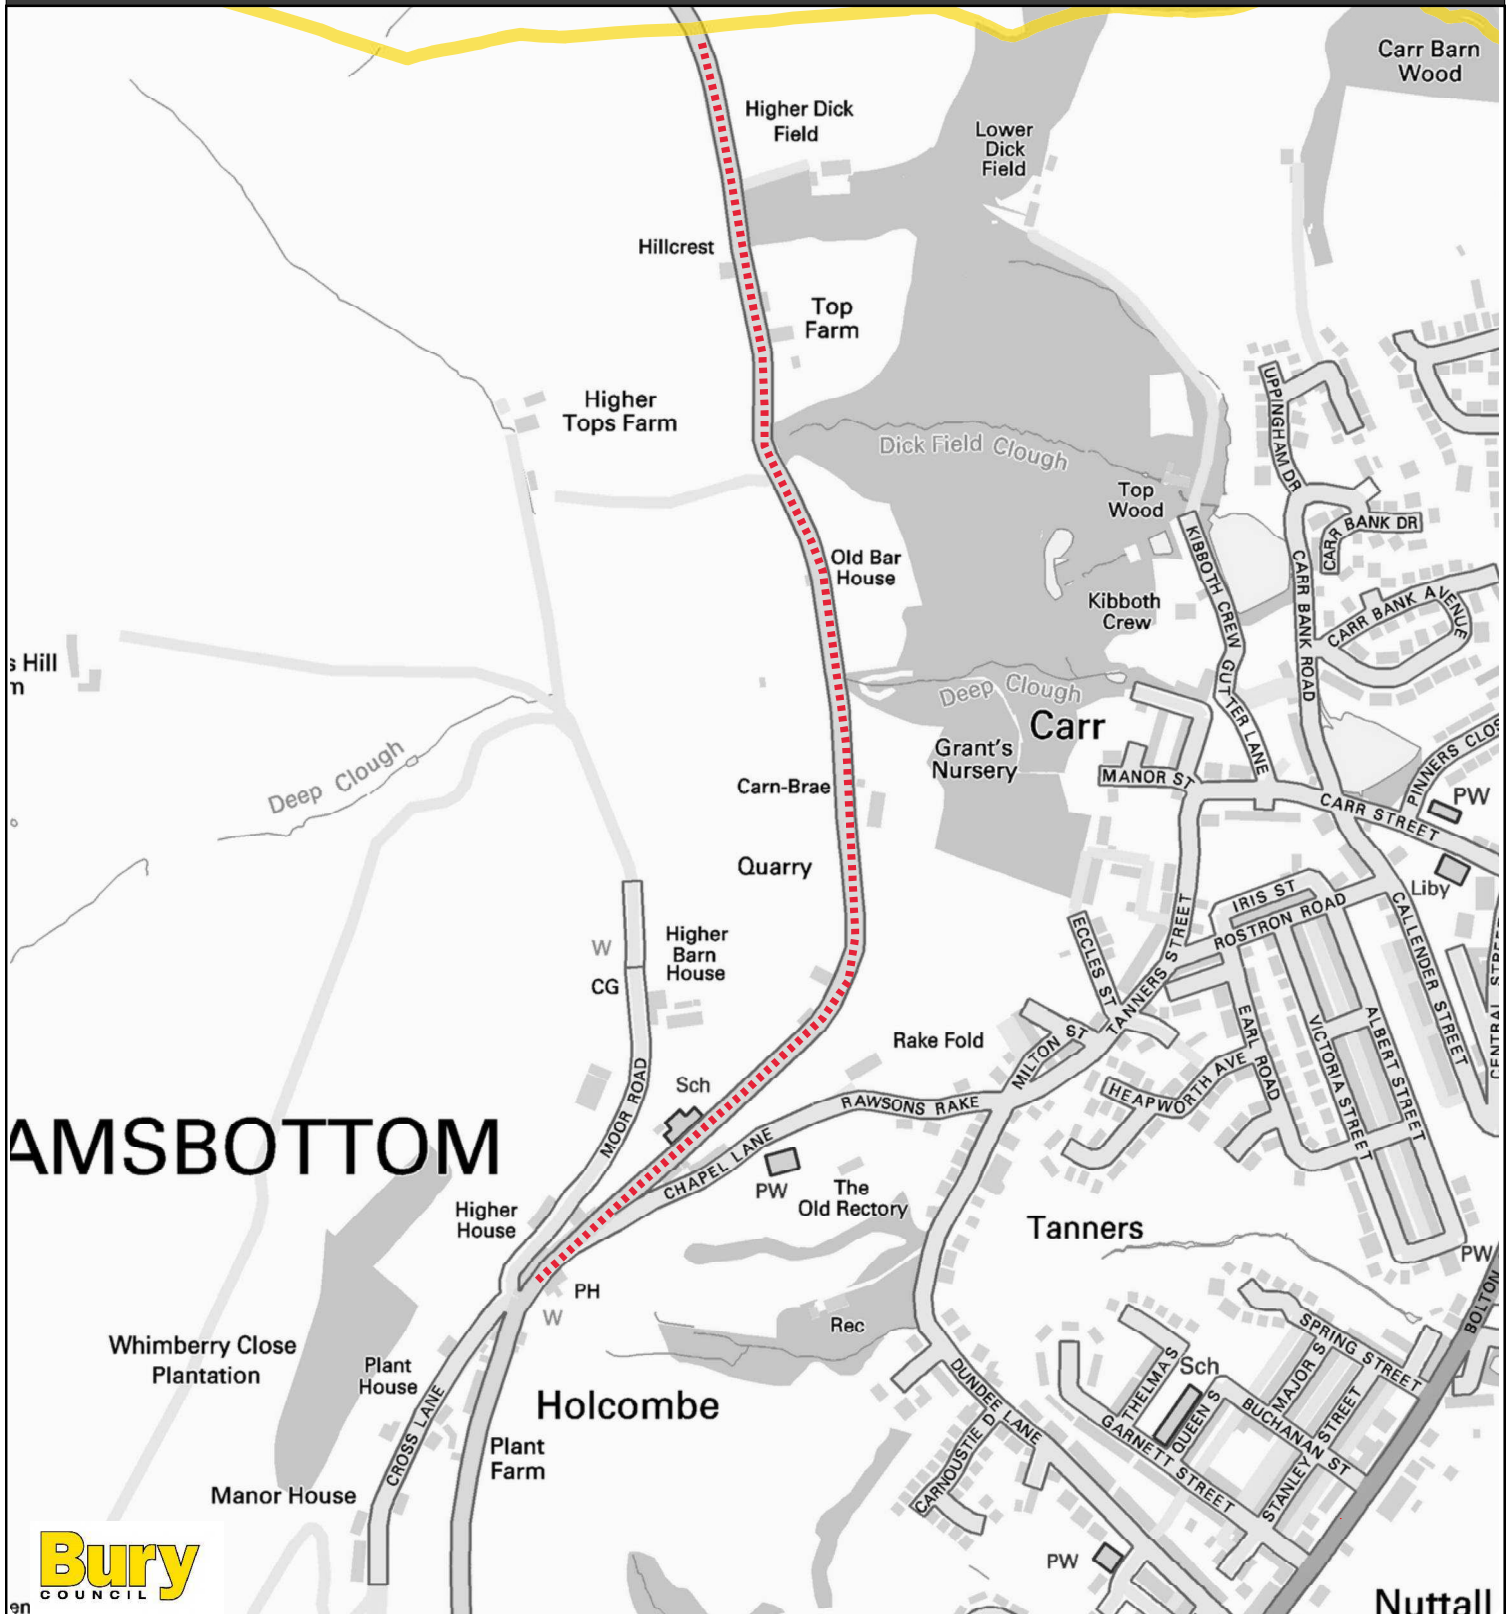 Carr Barn
Wood
Higher Dick
Field
Lower
Dick
Field
Hillcrest
Top
Farm
Higher
Tops Farm
Dick Field Clough
UPPINGHAM DR
Top
Wood
CARR BANK DR
KIBBOTH CREW GUTTER LANE
CARR BANK ROAD
Old Bar
House
Kibboth
Crew
CARR BANK AVENUE
s Hill
m
Deep Clough
Carr
Grant's
Nursery
Deep Clough
MANOR ST
PINNERS CLOS
Carn-Brae
CARR STREET
PW
Quarry
Liby
IRIS ST
ROSTRON ROAD
CALLENDER STREET
ECCLES ST
TANNERS STREET
CENTRAL STREE
W
CG
Higher
Barn
House
Rake Fold
MILTON ST
EARL ROAD
VICTORIA STREET
ALBERT STREET
Sch
HEAPWORTH AVE
RAWSONS RAKE
MOOR ROAD
AMSBOTTOM
CHAPEL LANE
PW
The
Old Rectory
Higher
House
Tanners
PW
PH
W
Rec
BOLTON
SPRING STREET
Whimberry Close
Plantation
Plant
House
THELMA S
Sch
MAJOR S
DUNDEE LANE
QUEEN S
BUCHANAN ST
CROSS LANE
Holcombe
CARNOUSTIE D
GARNETT STREET
STANLEY STREET
Plant
Farm
Manor House
PW
Bury
COUNCIL
en
Nuttall